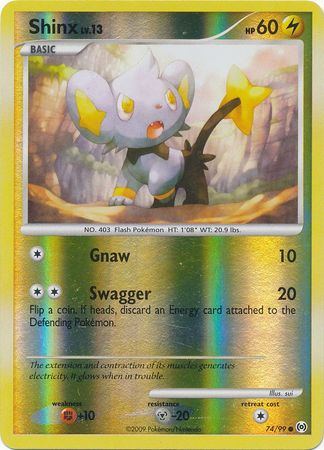 Shinx LV.13 HP 60
BASIC
NO. 403 Flash Pokémon HT: 1'08" WT: 20.9 lbs.
Gnaw 10
Swagger 20
Flip a coin. If heads, discard an Energy card attached to
the Defending Pokémon.
The extension and contraction of its muscles generates
electricity. It glows when in trouble.
Illus. sui
weakness resistance retreat cost
+10 -20
©2009 Pokémon/Nintendo 74/99